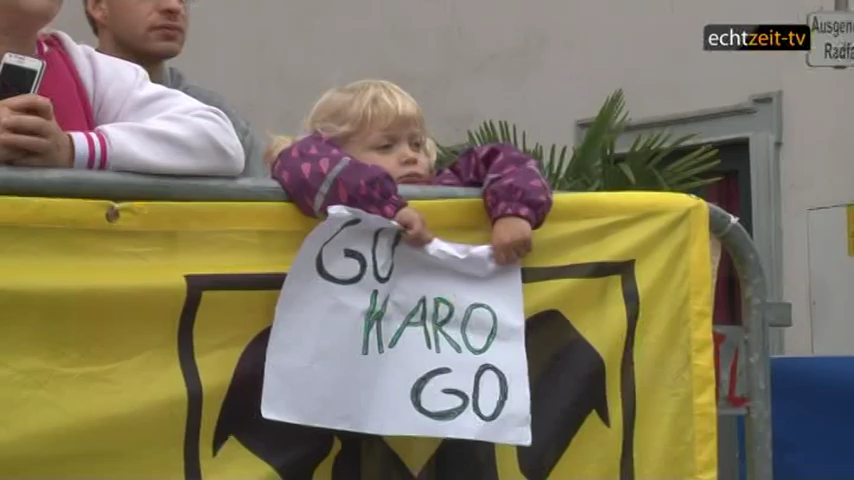 echtzeit-tv
Ausgen
Radfa
GO
KARO
GO